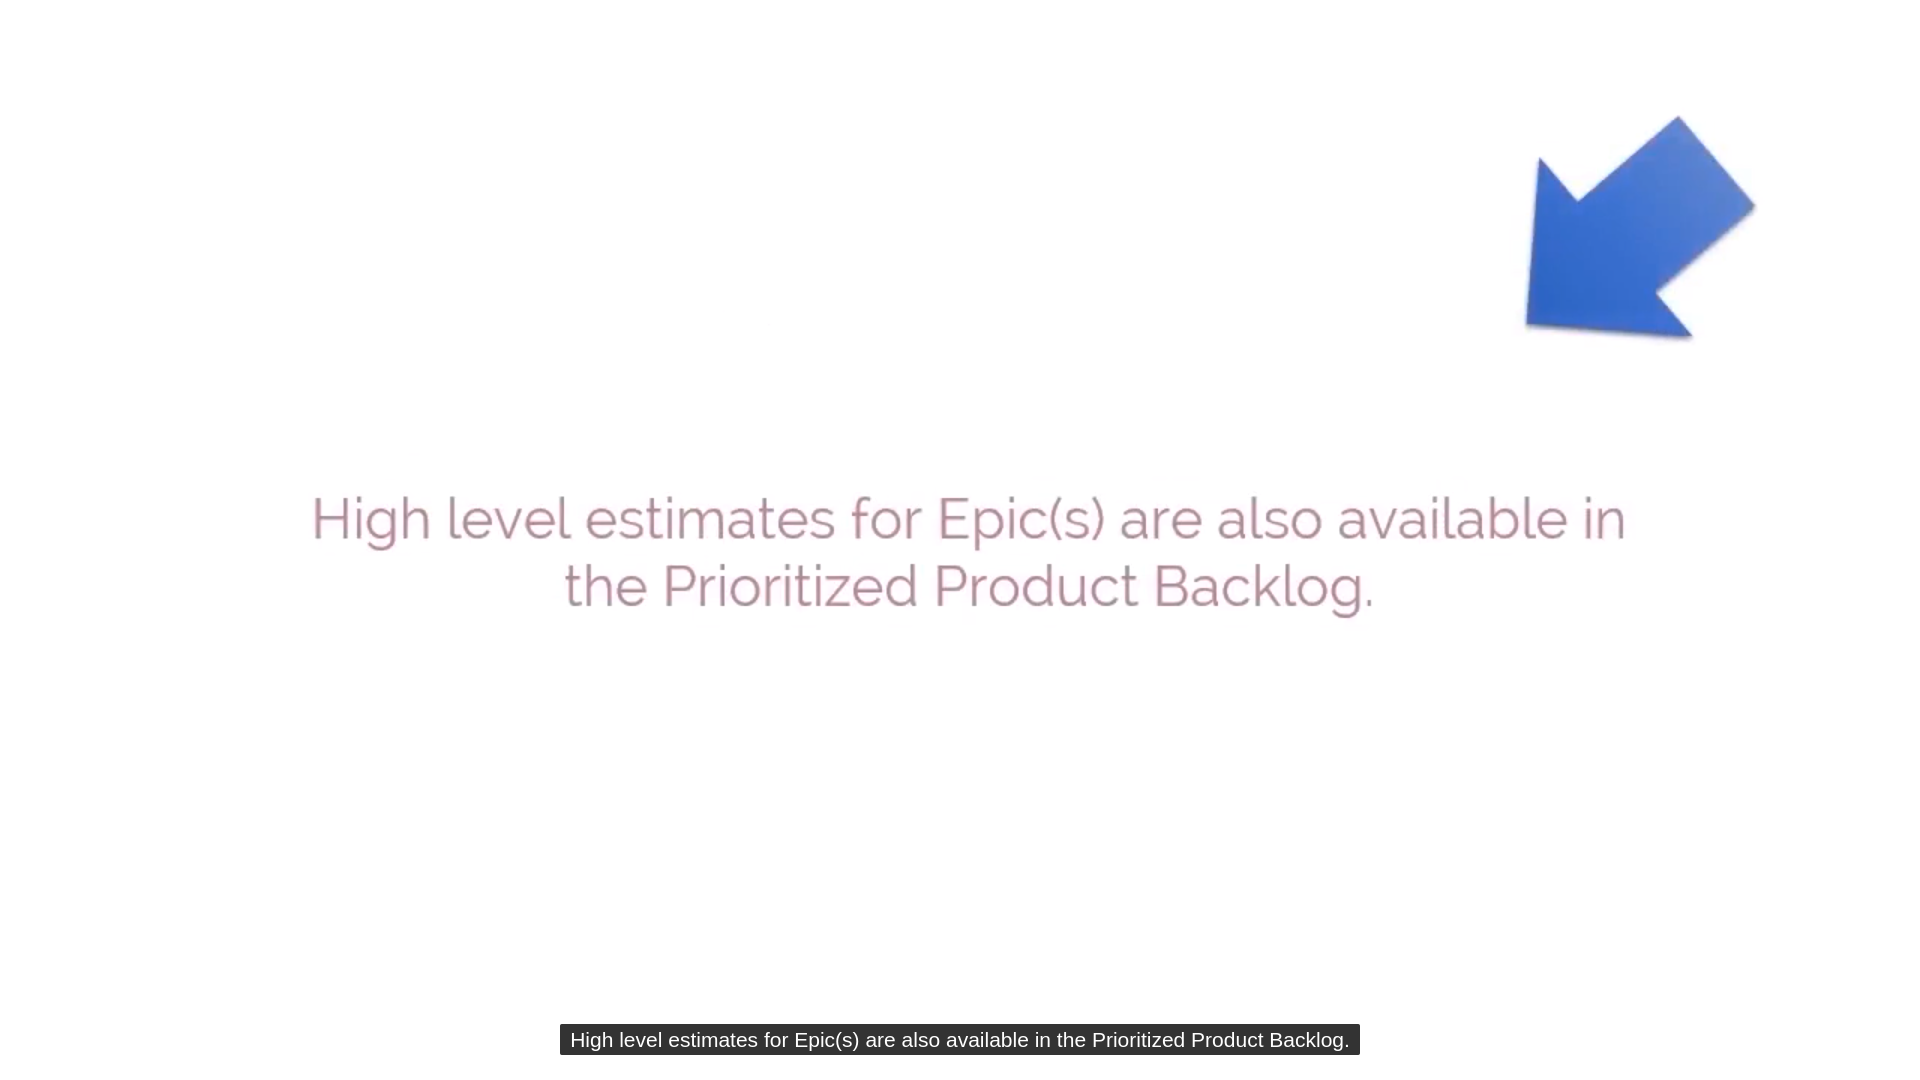 High level estimates for Epic(s) are also available in
the Prioritized Product Backlog.
High level estimates for Epic(s) are also available in the Prioritized Product Backlog.